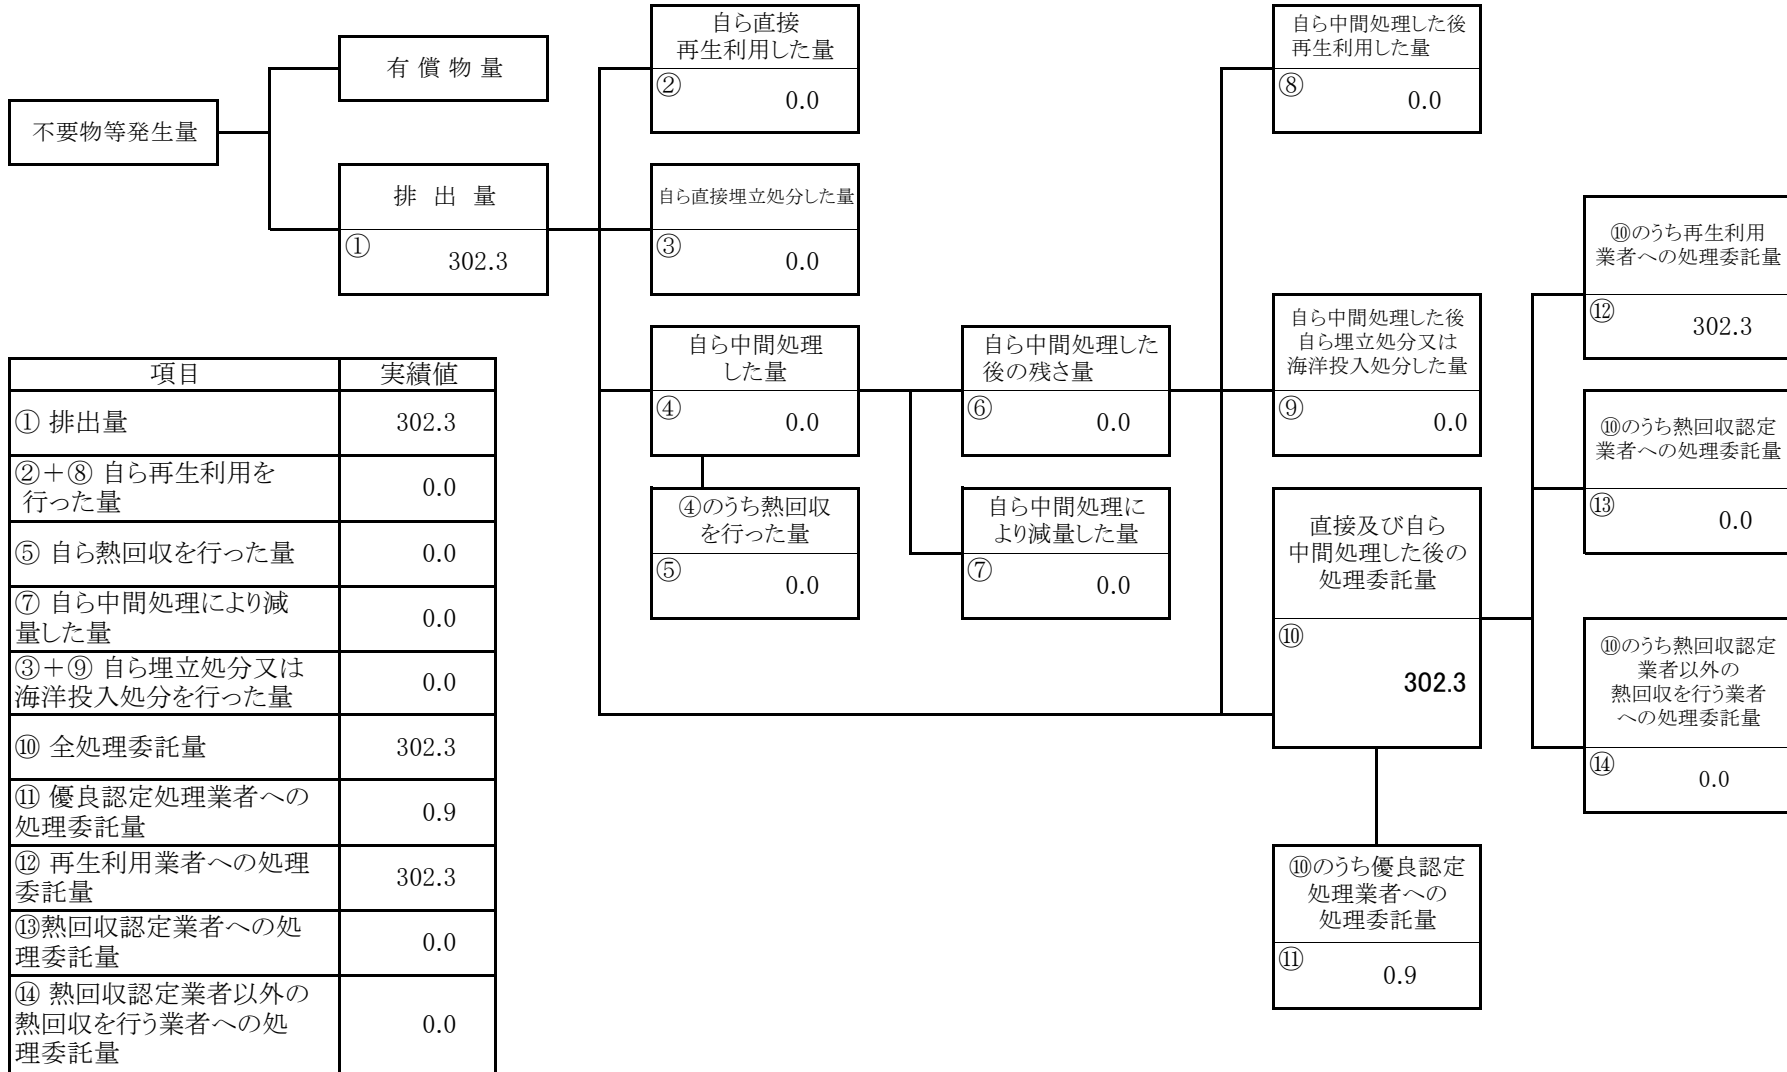 不要物等発生量
有 償 物 量
排 出 量
①
302.3
自ら直接
再生利用した量
②
0.0
自ら直接埋立処分した量
③
0.0
自ら中間処理
した量
④
0.0
④のうち熱回収
を行った量
⑤
0.0
自ら中間処理した
後の残さ量
⑥
0.0
自ら中間処理に
より減量した量
⑦
0.0
自ら中間処理した後
再生利用した量
⑧
0.0
自ら中間処理した後
自ら埋立処分又は
海洋投入処分した量
⑨
0.0
直接及び自ら
中間処理した後の
処理委託量
⑩
302.3
⑩のうち優良認定
処理業者への
処理委託量
⑪
0.9
⑩のうち再生利用
業者への処理委託量
⑫
302.3
⑩のうち熱回収認定
業者への処理委託量
⑬
0.0
⑩のうち熱回収認定
業者以外の
熱回収を行う業者
への処理委託量
⑭
0.0
項目 実績値
① 排出量 302.3
②+⑧ 自ら再生利用を
行った量 0.0
⑤ 自ら熱回収を行った量 0.0
⑦ 自ら中間処理により減
量した量 0.0
③+⑨ 自ら埋立処分又は
海洋投入処分を行った量 0.0
⑩ 全処理委託量 302.3
⑪ 優良認定処理業者への
処理委託量 0.9
⑫ 再生利用業者への処理
委託量 302.3
⑬熱回収認定業者への処
理委託量 0.0
⑭ 熱回収認定業者以外の
熱回収を行う業者への処
理委託量 0.0